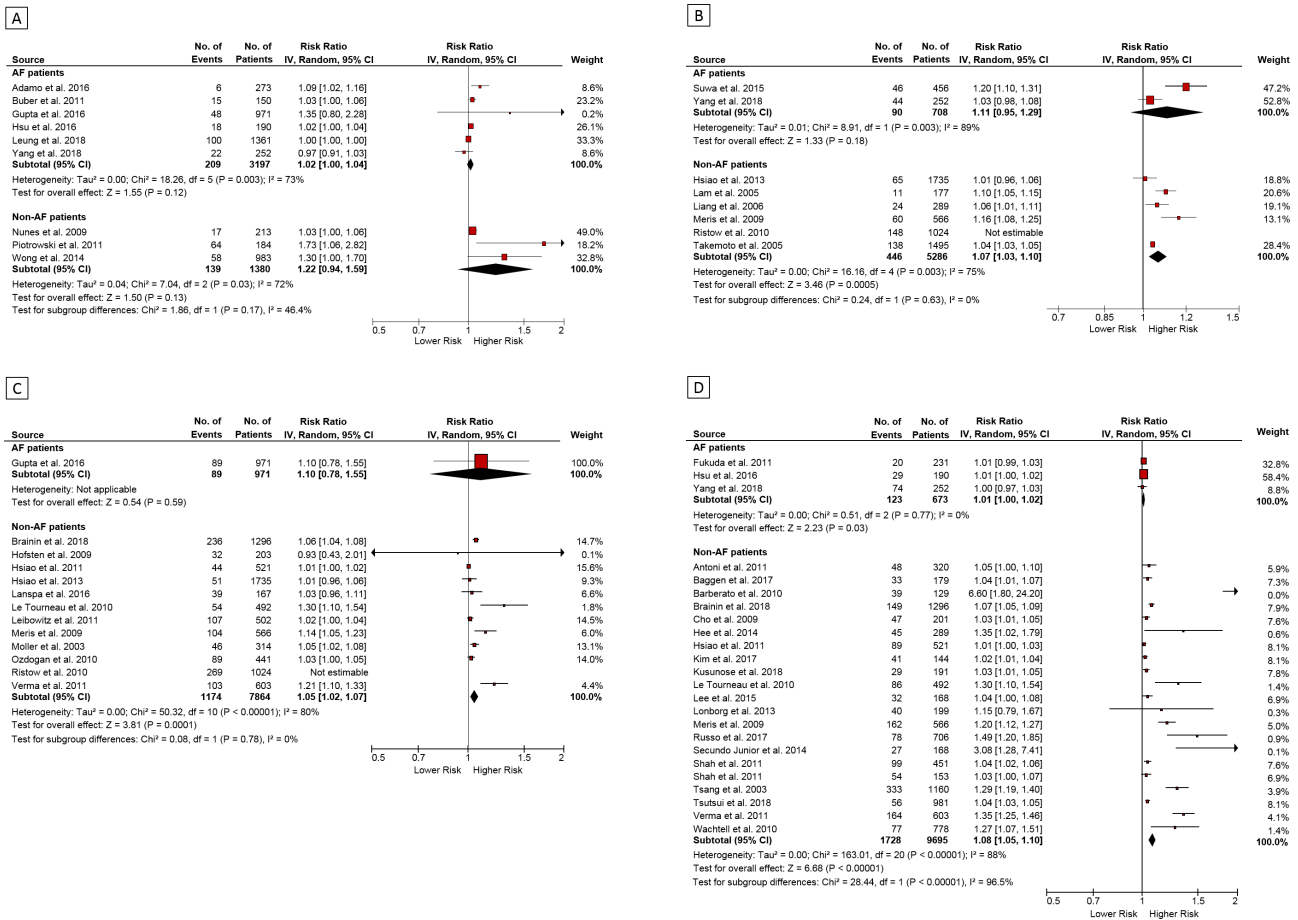 A
No. of No. of Risk Ratio Risk Ratio
Source Events Patients IV, Random, 95% CI IV, Random, 95% CI Weight
AF patients
Adamo et al. 2016 6 273 1.09 [1.02, 1.16] 8.6%
Buber et al. 2011 15 150 1.03 [1.00, 1.06] 23.2%
Gupta et al. 2016 48 971 1.35 [0.80, 2.28] 0.2%
Hsu et al. 2016 18 190 1.02 [1.00, 1.04] 26.1%
Leung et al. 2018 100 1361 1.00 [1.00, 1.00] 33.3%
Yang et al. 2018 22 252 0.97 [0.91, 1.03] 8.6%
Subtotal (95% CI) 209 3197 1.02 [1.00, 1.04] 100.0%
Heterogeneity: Tau² = 0.00; Chi² = 18.26, df = 5 (P = 0.003); I² = 73%
Test for overall effect: Z = 1.55 (P = 0.12)
Non-AF patients
Nunes et al. 2009 17 213 1.03 [1.00, 1.06] 49.0%
Piotrowski et al. 2011 64 184 1.73 [1.06, 2.82] 18.2%
Wong et al. 2014 58 983 1.30 [1.00, 1.70] 32.8%
Subtotal (95% CI) 139 1380 1.22 [0.94, 1.59] 100.0%
Heterogeneity: Tau² = 0.04; Chi² = 7.04, df = 2 (P = 0.03); I² = 72%
Test for overall effect: Z = 1.50 (P = 0.13)
Test for subgroup differences: Chi² = 1.86, df = 1 (P = 0.17), I² = 46.4%
0.5 0.7 1 1.5 2
Lower Risk Higher Risk
B
No. of No. of Risk Ratio Risk Ratio
Source Events Patients IV, Random, 95% CI IV, Random, 95% CI Weight
AF patients
Suwa et al. 2015 46 456 1.20 [1.10, 1.31] 47.2%
Yang et al. 2018 44 252 1.03 [0.98, 1.08] 52.8%
Subtotal (95% CI) 90 708 1.11 [0.95, 1.29] 100.0%
Heterogeneity: Tau² = 0.01; Chi² = 8.91, df = 1 (P = 0.003); I² = 89%
Test for overall effect: Z = 1.33 (P = 0.18)
Non-AF patients
Hsiao et al. 2013 65 1735 1.01 [0.96, 1.06] 18.8%
Lam et al. 2005 11 177 1.10 [1.05, 1.15] 20.6%
Liang et al. 2006 24 289 1.06 [1.01, 1.11] 19.1%
Meris et al. 2009 60 566 1.16 [1.08, 1.25] 13.1%
Ristow et al. 2010 148 1024 Not estimable
Takemoto et al. 2005 138 1495 1.04 [1.03, 1.05] 28.4%
Subtotal (95% CI) 446 5286 1.07 [1.03, 1.10] 100.0%
Heterogeneity: Tau² = 0.00; Chi² = 16.16, df = 4 (P = 0.003); I² = 75%
Test for overall effect: Z = 3.46 (P = 0.0005)
Test for subgroup differences: Chi² = 0.24, df = 1 (P = 0.63), I² = 0%
0.7 0.85 1 1.2 1.5
Lower Risk Higher Risk
C
No. of No. of Risk Ratio Risk Ratio
Source Events Patients IV, Random, 95% CI IV, Random, 95% CI Weight
AF patients
Gupta et al. 2016 89 971 1.10 [0.78, 1.55] 100.0%
Subtotal (95% CI) 89 971 1.10 [0.78, 1.55] 100.0%
Heterogeneity: Not applicable
Test for overall effect: Z = 0.54 (P = 0.59)
Non-AF patients
Brainin et al. 2018 236 1296 1.06 [1.04, 1.08] 14.7%
Hofsten et al. 2009 32 203 0.93 [0.43, 2.01] 0.1%
Hsiao et al. 2011 44 521 1.01 [1.00, 1.02] 15.6%
Hsiao et al. 2013 51 1735 1.01 [0.96, 1.06] 9.3%
Lanspa et al. 2016 39 167 1.03 [0.96, 1.11] 6.6%
Le Tourneau et al. 2010 54 492 1.30 [1.10, 1.54] 1.8%
Leibowitz et al. 2011 107 502 1.02 [1.00, 1.04] 14.5%
Meris et al. 2009 104 566 1.14 [1.05, 1.23] 6.0%
Moller et al. 2003 46 314 1.05 [1.02, 1.08] 13.1%
Ozdogan et al. 2010 89 441 1.03 [1.00, 1.05] 14.0%
Ristow et al. 2010 269 1024 Not estimable
Verma et al. 2011 103 603 1.21 [1.10, 1.33] 4.4%
Subtotal (95% CI) 1174 7864 1.05 [1.02, 1.07] 100.0%
Heterogeneity: Tau² = 0.00; Chi² = 50.32, df = 10 (P < 0.00001); I² = 80%
Test for overall effect: Z = 3.81 (P = 0.0001)
Test for subgroup differences: Chi² = 0.08, df = 1 (P = 0.78), I² = 0%
0.5 0.7 1 1.5 2
Lower Risk Higher Risk
D
No. of No. of Risk Ratio Risk Ratio
Source Events Patients IV, Random, 95% CI IV, Random, 95% CI Weight
AF patients
Fukuda et al. 2011 20 231 1.01 [0.99, 1.03] 32.8%
Hsu et al. 2016 29 190 1.01 [1.00, 1.02] 58.4%
Yang et al. 2018 74 252 1.00 [0.97, 1.03] 8.8%
Subtotal (95% CI) 123 673 1.01 [1.00, 1.02] 100.0%
Heterogeneity: Tau² = 0.00; Chi² = 0.51, df = 2 (P = 0.77); I² = 0%
Test for overall effect: Z = 2.23 (P = 0.03)
Non-AF patients
Antoni et al. 2011 48 320 1.05 [1.00, 1.10] 5.9%
Baggen et al. 2017 33 179 1.04 [1.01, 1.07] 7.3%
Barberato et al. 2010 39 129 6.60 [1.80, 24.20] 0.0%
Brainin et al. 2018 149 1296 1.07 [1.05, 1.09] 7.9%
Cho et al. 2009 47 201 1.03 [1.01, 1.05] 7.6%
Hee et al. 2014 45 289 1.35 [1.02, 1.79] 0.6%
Hsiao et al. 2011 89 521 1.01 [1.00, 1.02] 8.1%
Kim et al. 2017 41 144 1.02 [1.01, 1.04] 8.1%
Kusunose et al. 2018 29 191 1.03 [1.01, 1.05] 7.8%
Le Tourneau et al. 2010 86 492 1.30 [1.10, 1.54] 1.4%
Lee et al. 2015 32 168 1.04 [1.00, 1.08] 6.9%
Lonborg et al. 2013 40 199 1.15 [0.79, 1.67] 0.3%
Meris et al. 2009 162 566 1.20 [1.12, 1.27] 5.0%
Russo et al. 2017 78 706 1.49 [1.20, 1.85] 0.9%
Secundo Junior et al. 2014 27 168 3.08 [1.28, 7.41] 0.1%
Shah et al. 2011 99 451 1.04 [1.02, 1.06] 7.6%
Shah et al. 2011 54 153 1.03 [1.00, 1.07] 6.9%
Tsang et al. 2003 333 1160 1.29 [1.19, 1.40] 3.9%
Tsutsui et al. 2018 56 981 1.04 [1.03, 1.05] 8.1%
Verma et al. 2011 164 603 1.35 [1.25, 1.46] 4.1%
Wachtell et al. 2010 77 778 1.27 [1.07, 1.51] 1.4%
Subtotal (95% CI) 1728 9695 1.08 [1.05, 1.10] 100.0%
Heterogeneity: Tau² = 0.00; Chi² = 163.01, df = 20 (P < 0.00001); I² = 88%
Test for overall effect: Z = 6.68 (P < 0.00001)
Test for subgroup differences: Chi² = 28.44, df = 1 (P < 0.00001), I² = 96.5%
0.5 0.7 1 1.5 2
Lower Risk Higher Risk